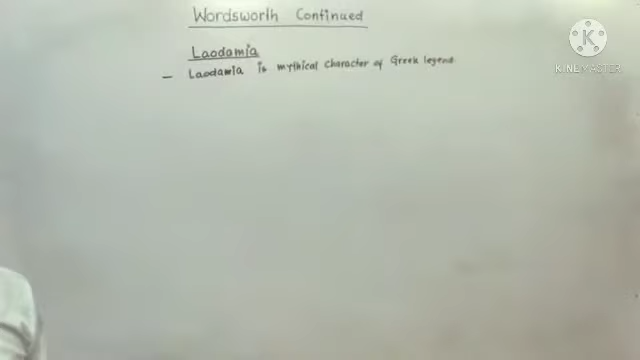 Wordsworth Continued
Laodamia
– Laodamia is mythical character of Greek legend.
KINEMASTER